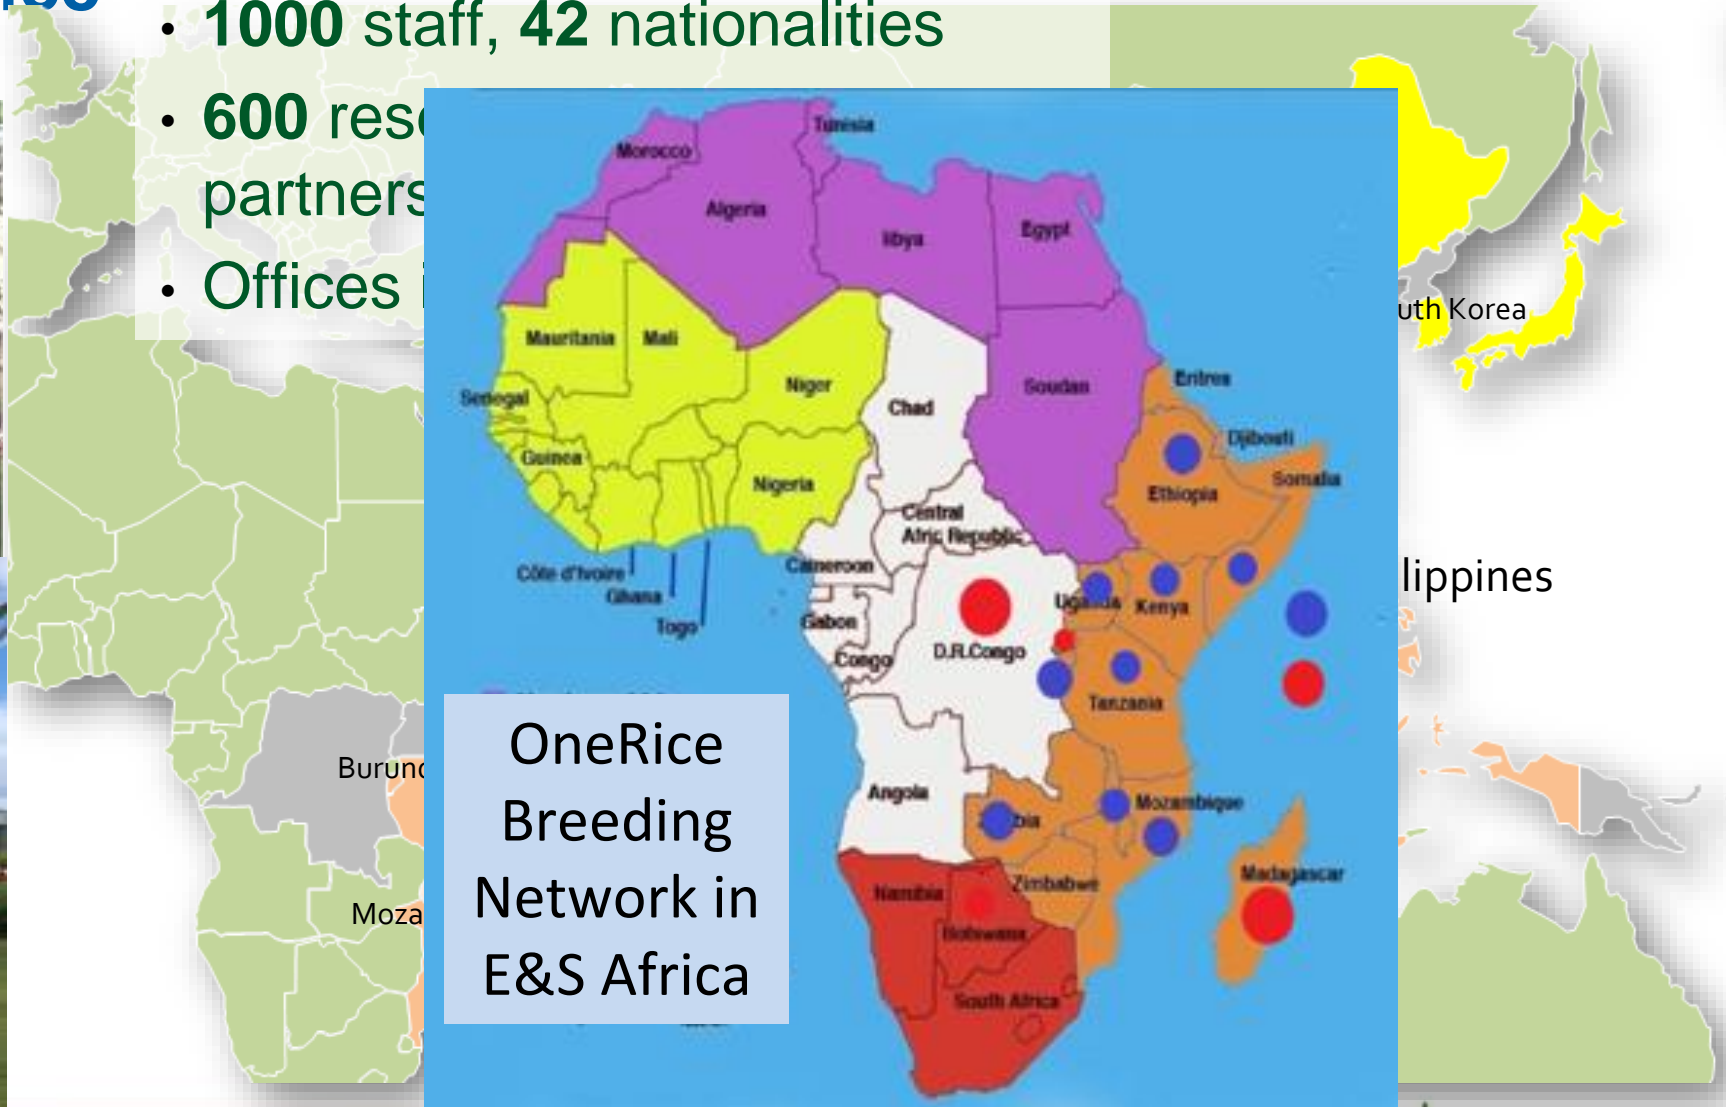 1000 staff, 42 nationalities
600
partners
Offices
Tunisia
Morocco
Algeria
libya
Egypt
uth Korea
Mauritania
Mali
Niger
Chad
Soudan
Eritrea
Senegal
Djibouti
Guinea
Nigeria
Ethiopia
Somalia
Central
Afric Republic
Cameroon
Côte d'Ivoire
Ghana
Togo
Gabon
Congo
D.R.Congo
Uganda
Kenya
lippines
Tanzania
OneRice
Breeding
Network in
E&S Africa
Burund
Angola
Mozambique
Zimbabwe
Madagascar
Namibia
Botswana
Moza
South Africa